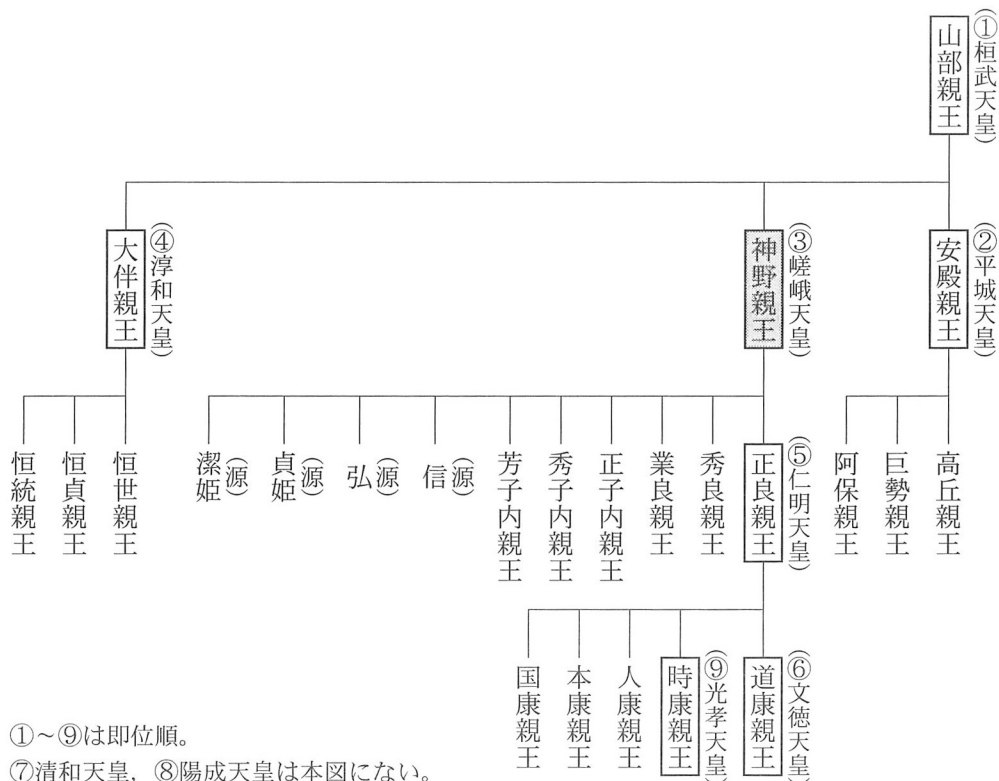 (①桓武天皇)
山部親王
(②平城天皇)
安殿親王
(③嵯峨天皇)
神野親王
(④淳和天皇)
大伴親王
高丘親王
巨勢親王
阿保親王
(⑤仁明天皇)
正良親王
秀良親王
業良親王
正子内親王
秀子内親王
芳子内親王
(源)
信
(源)
弘
(源)
貞姫
(源)
潔姫
恒世親王
恒貞親王
恒統親王
(⑥文徳天皇
道康親王
(⑨光孝天皇)
時康親王
人康親王
本康親王
国康親王
①～⑨は即位順。
⑦清和天皇，⑧陽成天皇は本図にない。